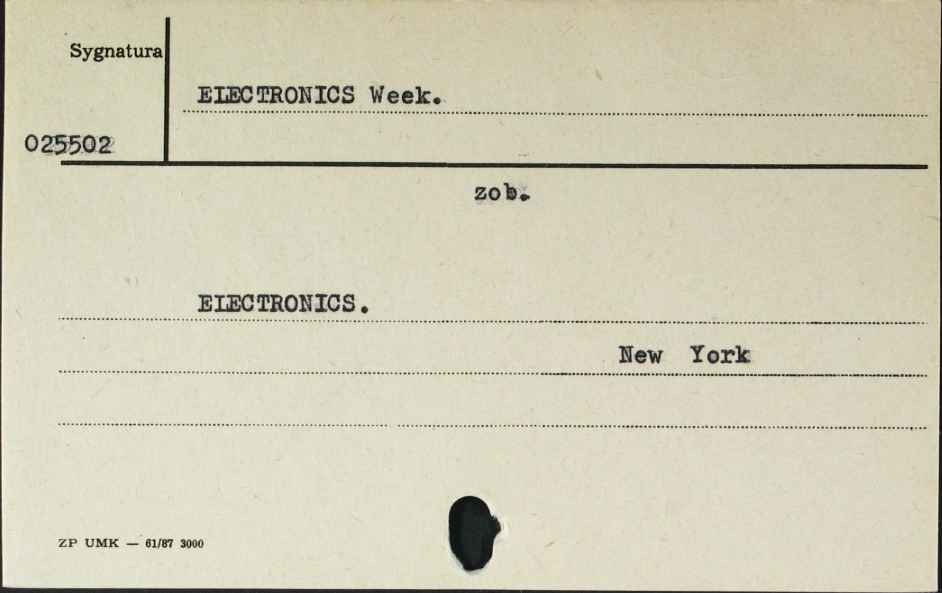 Sygnatura
ELECTRONICS Week.
025502
zob.
ELECTRONICS.
New York
ZP UMK — 61/87 3000